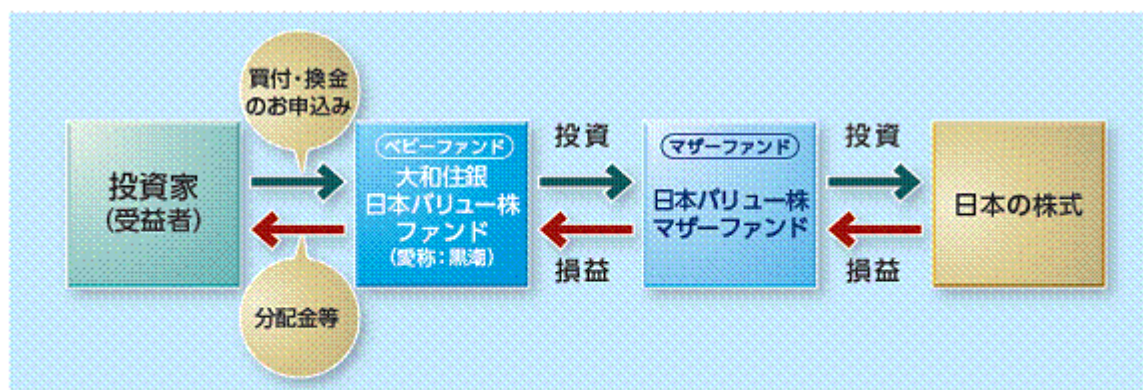 買付・換金
のお申込み
投資家
(受益者)
分配金等
ベビーファンド
大和住銀
日本バリュー株
ファンド
(愛称:黒潮)
投資
損益
マザーファンド
日本バリュー株
マザーファンド
投資
損益
日本の株式